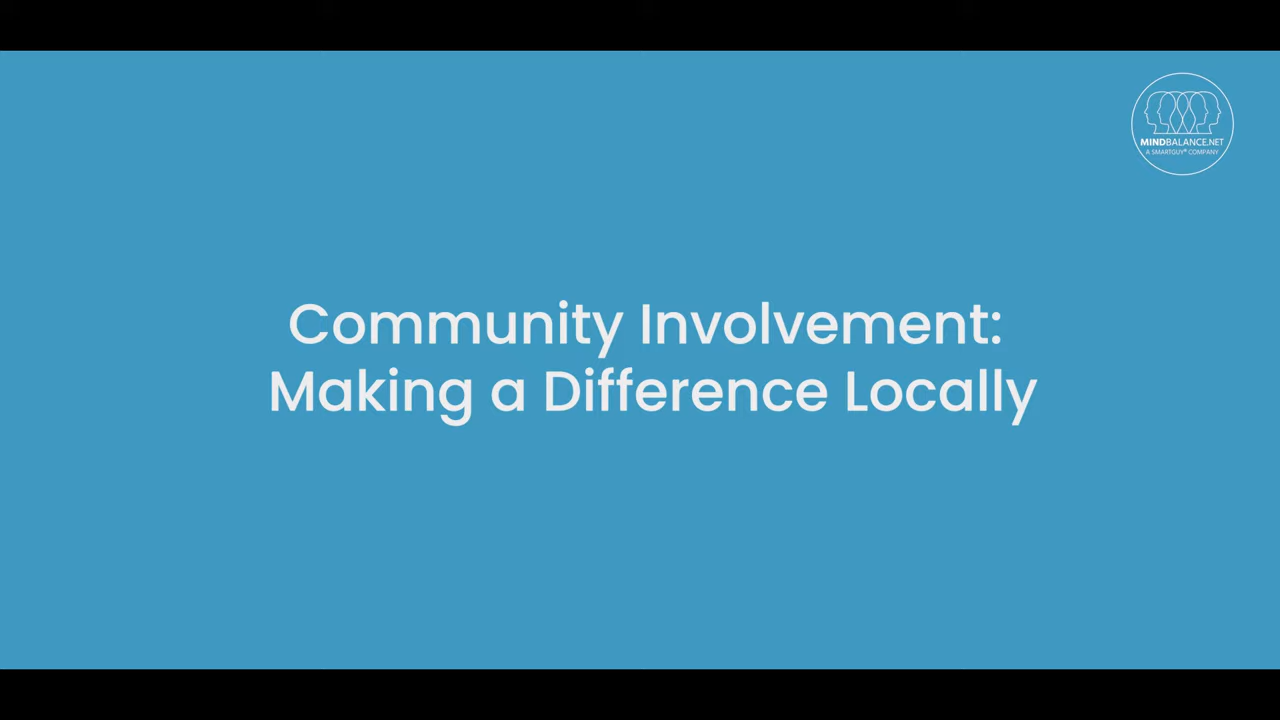 MINDBALANCE.NET
A SMARTGUY® COMPANY
Community Involvement:
Making a Difference Locally